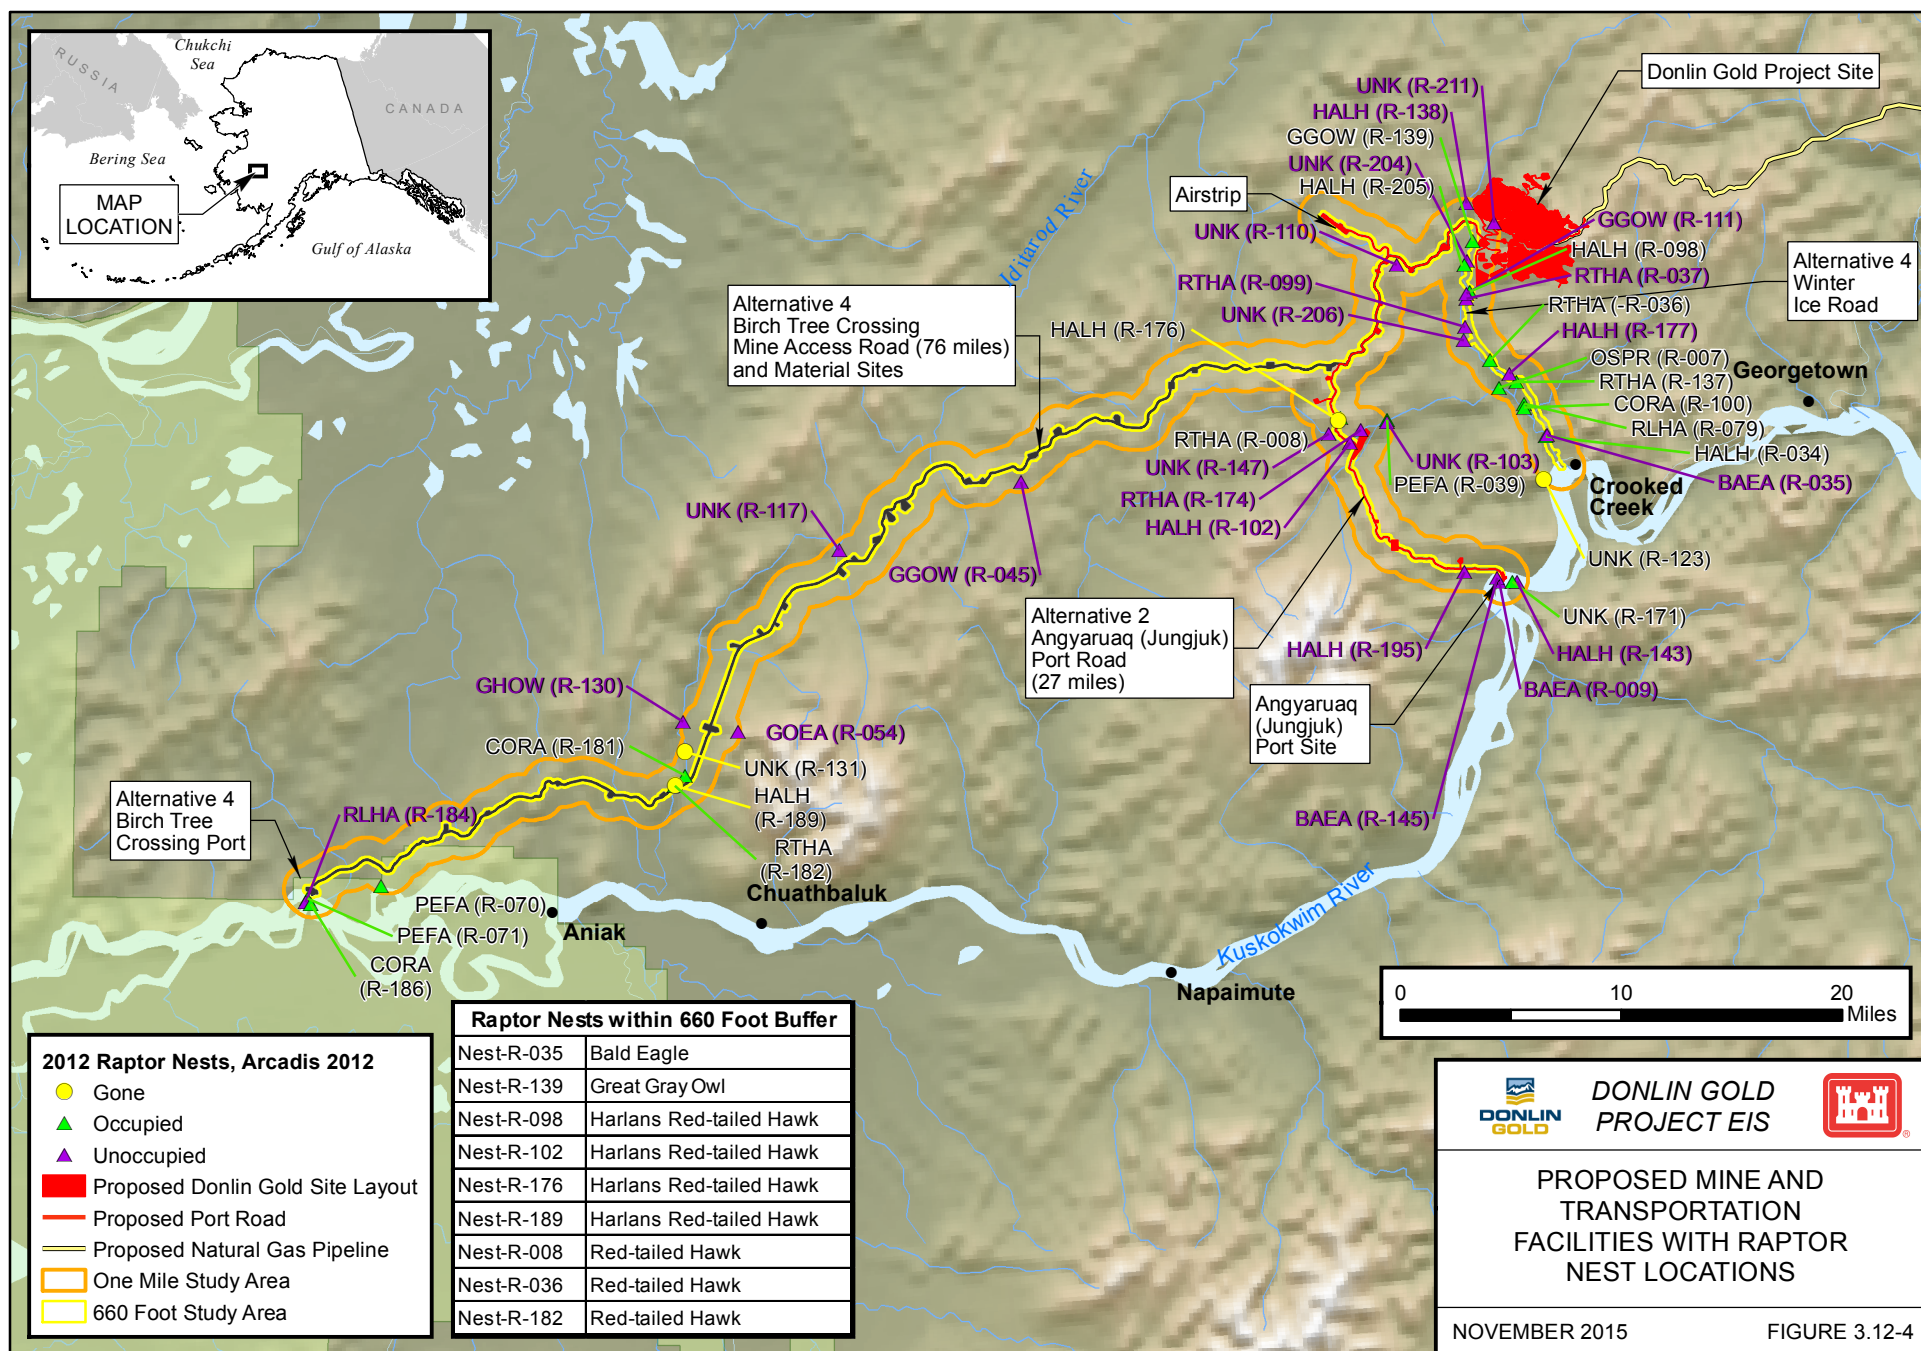 Chukchi
Sea
RUSSIA
CANADA
Bering Sea
MAP
LOCATION
Gulf of Alaska
Donlin Gold Project Site
UNK (R-211)
HALH (R-138)
GGOW (R-139)
UNK (R-204)
HALH (R-205)
Airstrip
UNK (R-110)
GGOW (R-111)
HALH (R-098)
RTHA (R-037)
Alternative 4
Winter
Ice Road
RTHA (R-099)
RTHA (-R-036)
UNK (R-206)
HALH (R-177)
Iditarod River
Alternative 4
Birch Tree Crossing
Mine Access Road (76 miles)
and Material Sites
HALH (R-176)
OSPR (R-007)
RTHA (R-137)
Georgetown
CORA (R-100)
RLHA (R-079)
HALH (R-034)
BAEA (R-035)
RTHA (R-008)
UNK (R-147)
UNK (R-103)
PEFA (R-039)
RTHA (R-174)
HALH (R-102)
Crooked
Creek
UNK (R-117)
GGOW (R-045)
UNK (R-123)
Alternative 2
Angyaruaq (Jungjuk)
Port Road
(27 miles)
UNK (R-171)
HALH (R-195)
HALH (R-143)
BAEA (R-009)
Angyaruaq
(Jungjuk)
Port Site
GHOW (R-130)
GOEA (R-054)
CORA (R-181)
UNK (R-131)
HALH
(R-189)
BAEA (R-145)
Alternative 4
Birch Tree
Crossing Port
RLHA (R-184)
RTHA
(R-182)
Chuathbaluk
PEFA (R-070)
PEFA (R-071)
Aniak
CORA
(R-186)
Kuskokwim River
Napaimute
0 10 20
Miles
2012 Raptor Nests, Arcadis 2012
Gone
Occupied
Unoccupied
Proposed Donlin Gold Site Layout
Proposed Port Road
Proposed Natural Gas Pipeline
One Mile Study Area
660 Foot Study Area
Raptor Nests within 660 Foot Buffer
Nest-R-035 Bald Eagle
Nest-R-139 Great Gray Owl
Nest-R-098 Harlans Red-tailed Hawk
Nest-R-102 Harlans Red-tailed Hawk
Nest-R-176 Harlans Red-tailed Hawk
Nest-R-189 Harlans Red-tailed Hawk
Nest-R-008 Red-tailed Hawk
Nest-R-036 Red-tailed Hawk
Nest-R-182 Red-tailed Hawk
DONLIN
GOLD
DONLIN GOLD
PROJECT EIS
®
PROPOSED MINE AND
TRANSPORTATION
FACILITIES WITH RAPTOR
NEST LOCATIONS
NOVEMBER 2015
FIGURE 3.12-4